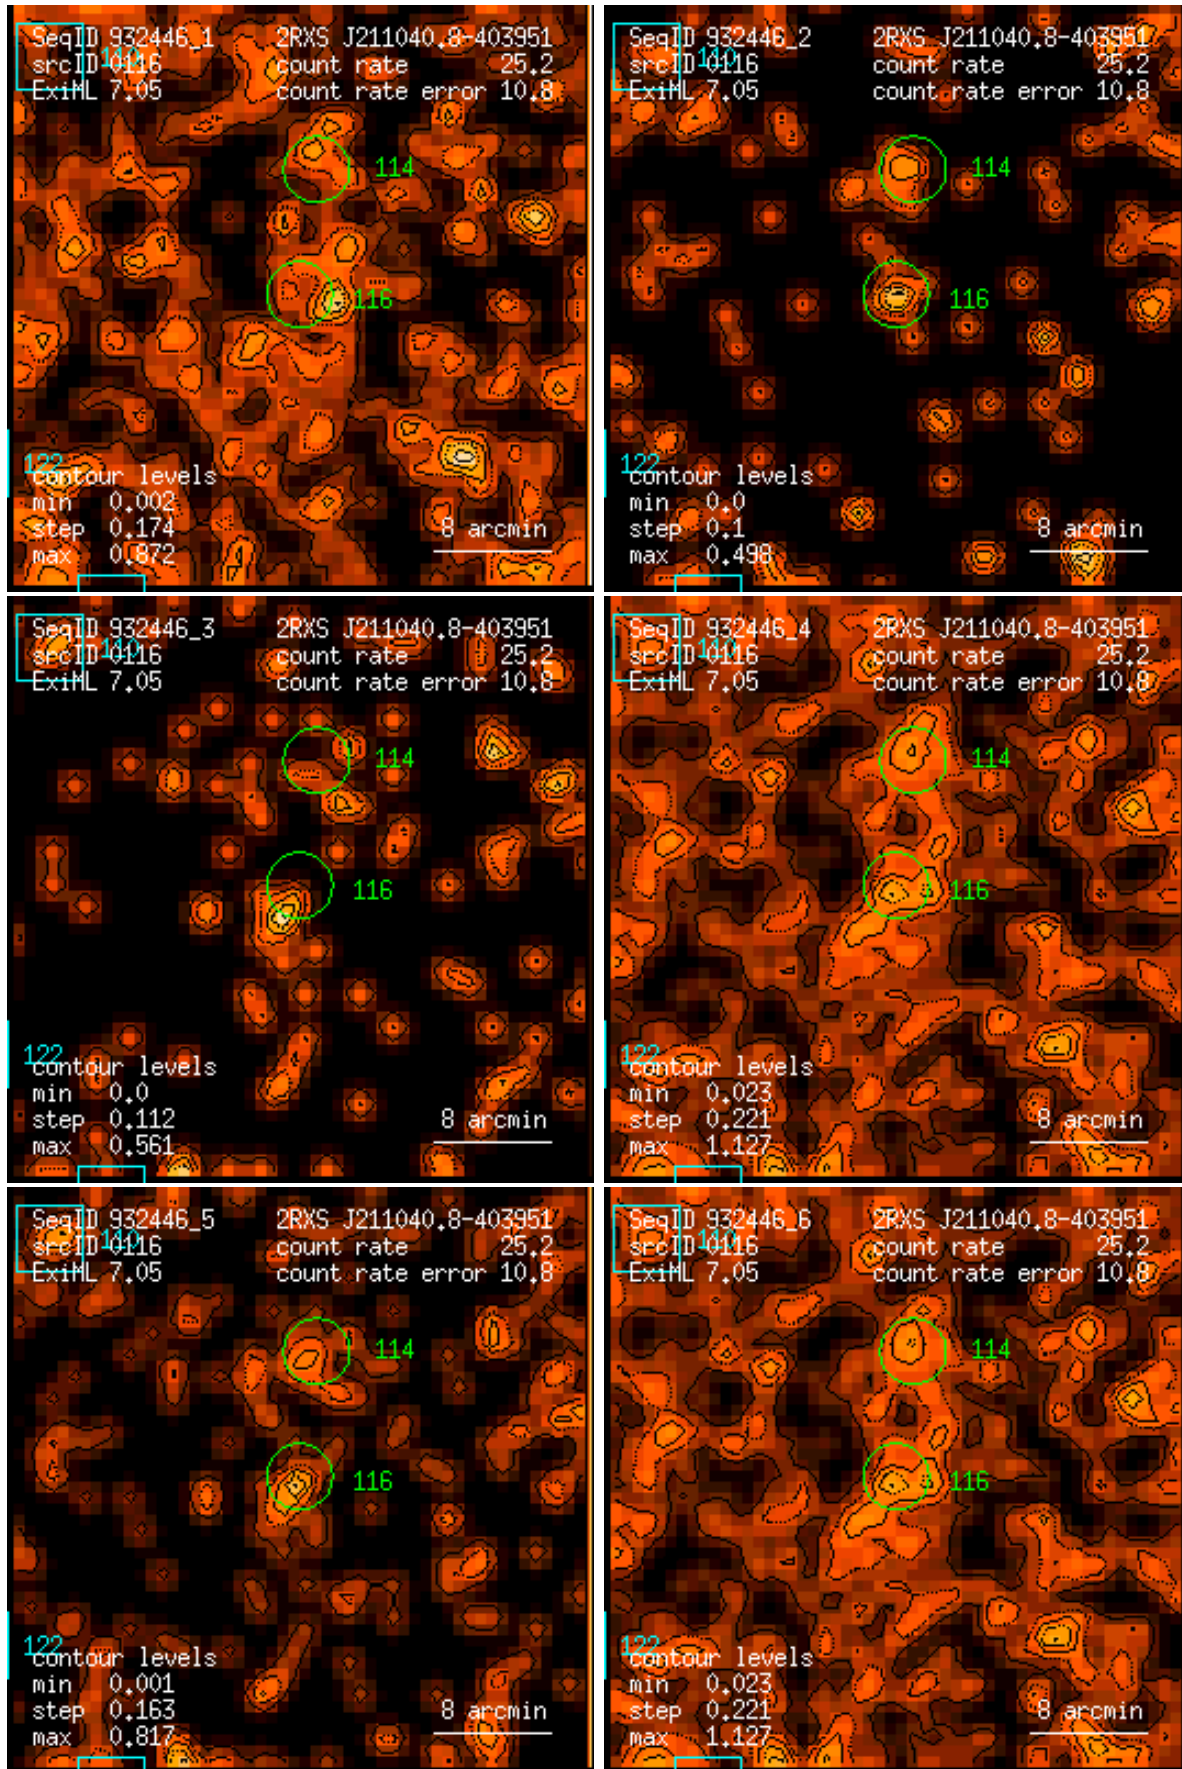 SeqID 932446_1 2RXS J211040.8-403951
srcID 0116 110 count rate 25.2
ExiML 7.05 count rate error 10.8
114
116
122
contour levels
min 0.002
step 0.174
max 0.872
8 arcmin
SeqID 932446_2 2RXS J211040.8-403951
srcID 0116 110 count rate 25.2
ExiML 7.05 count rate error 10.8
114
116
122
contour levels
min 0.0
step 0.1
max 0.498
8 arcmin
SeqID 932446_3 2RXS J211040.8-403951
srcID 0116 110 count rate 25.2
ExiML 7.05 count rate error 10.8
114
116
122
contour levels
min 0.0
step 0.112
max 0.561
8 arcmin
SeqID 932446_4 2RXS J211040.8-403951
srcID 0116 110 count rate 25.2
ExiML 7.05 count rate error 10.8
114
116
122
contour levels
min 0.023
step 0.221
max 1.127
8 arcmin
SeqID 932446_5 2RXS J211040.8-403951
srcID 0116 110 count rate 25.2
ExiML 7.05 count rate error 10.8
114
116
122
contour levels
min 0.001
step 0.163
max 0.817
8 arcmin
SeqID 932446_6 2RXS J211040.8-403951
srcID 0116 110 count rate 25.2
ExiML 7.05 count rate error 10.8
114
116
122
contour levels
min 0.023
step 0.221
max 1.127
8 arcmin